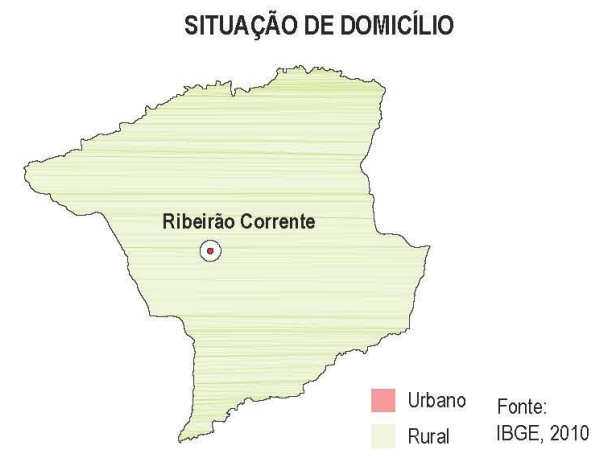 SITUAÇÃO DE DOMICÍLIO
Ribeirão Corrente
Urbano
Rural
Fonte:
IBGE, 2010